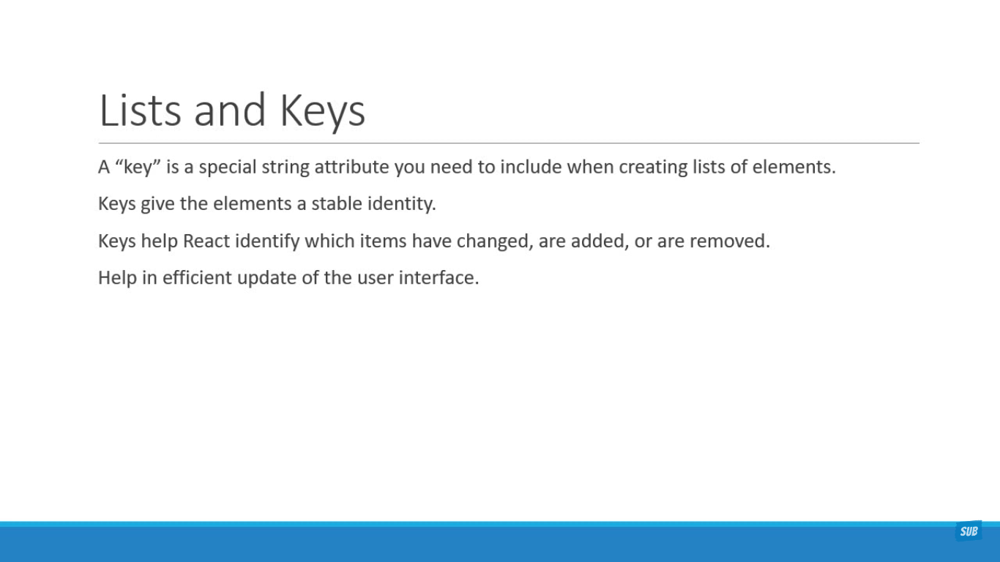 Lists and Keys
A “key” is a special string attribute you need to include when creating lists of elements.
Keys give the elements a stable identity.
Keys help React identify which items have changed, are added, or are removed.
Help in efficient update of the user interface.
SUB